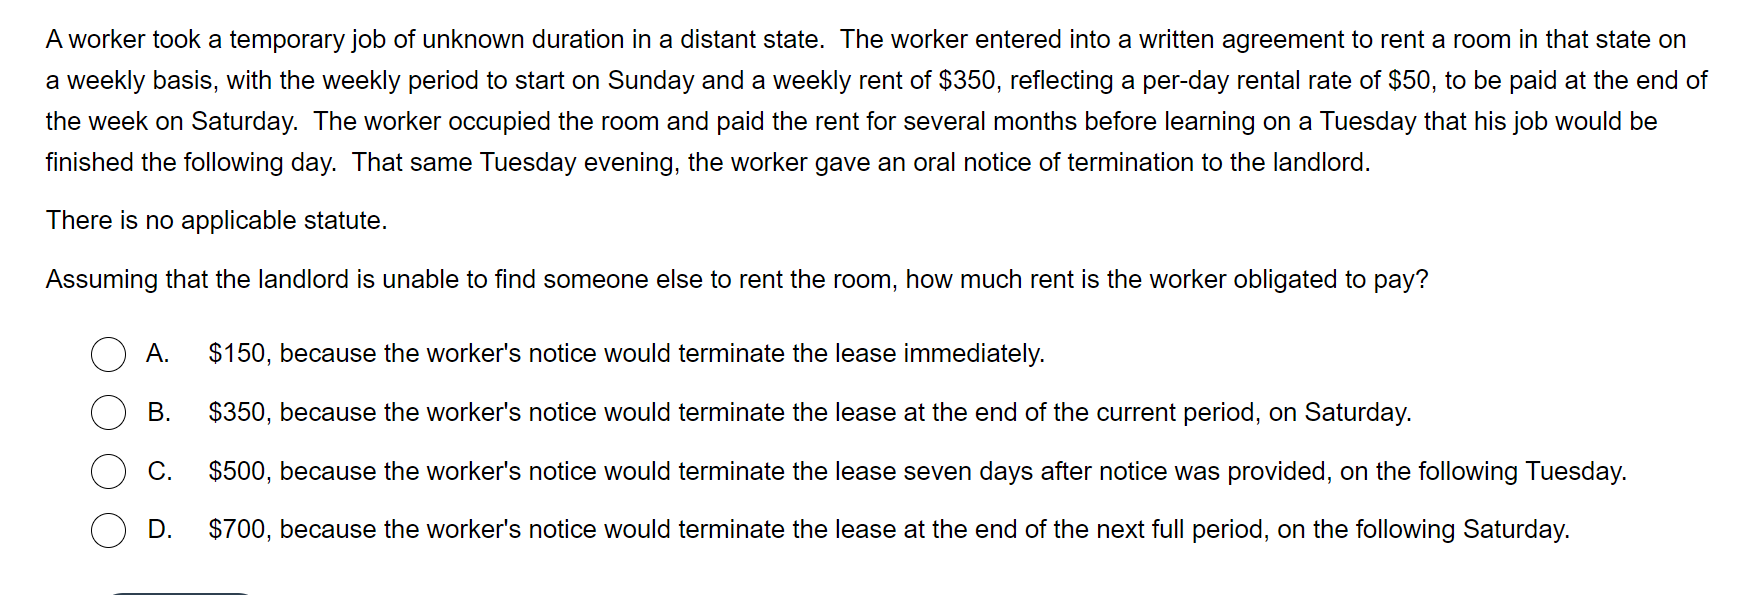 A worker took a temporary job of unknown duration in a distant state.  The worker entered into a written agreement to rent a room in that state on
a weekly basis, with the weekly period to start on Sunday and a weekly rent of $350, reflecting a per-day rental rate of $50, to be paid at the end of
the week on Saturday.  The worker occupied the room and paid the rent for several months before learning on a Tuesday that his job would be
finished the following day.  That same Tuesday evening, the worker gave an oral notice of termination to the landlord.
There is no applicable statute.
Assuming that the landlord is unable to find someone else to rent the room, how much rent is the worker obligated to pay?
A. $150, because the worker's notice would terminate the lease immediately.
B. $350, because the worker's notice would terminate the lease at the end of the current period, on Saturday.
C. $500, because the worker's notice would terminate the lease seven days after notice was provided, on the following Tuesday.
D. $700, because the worker's notice would terminate the lease at the end of the next full period, on the following Saturday.